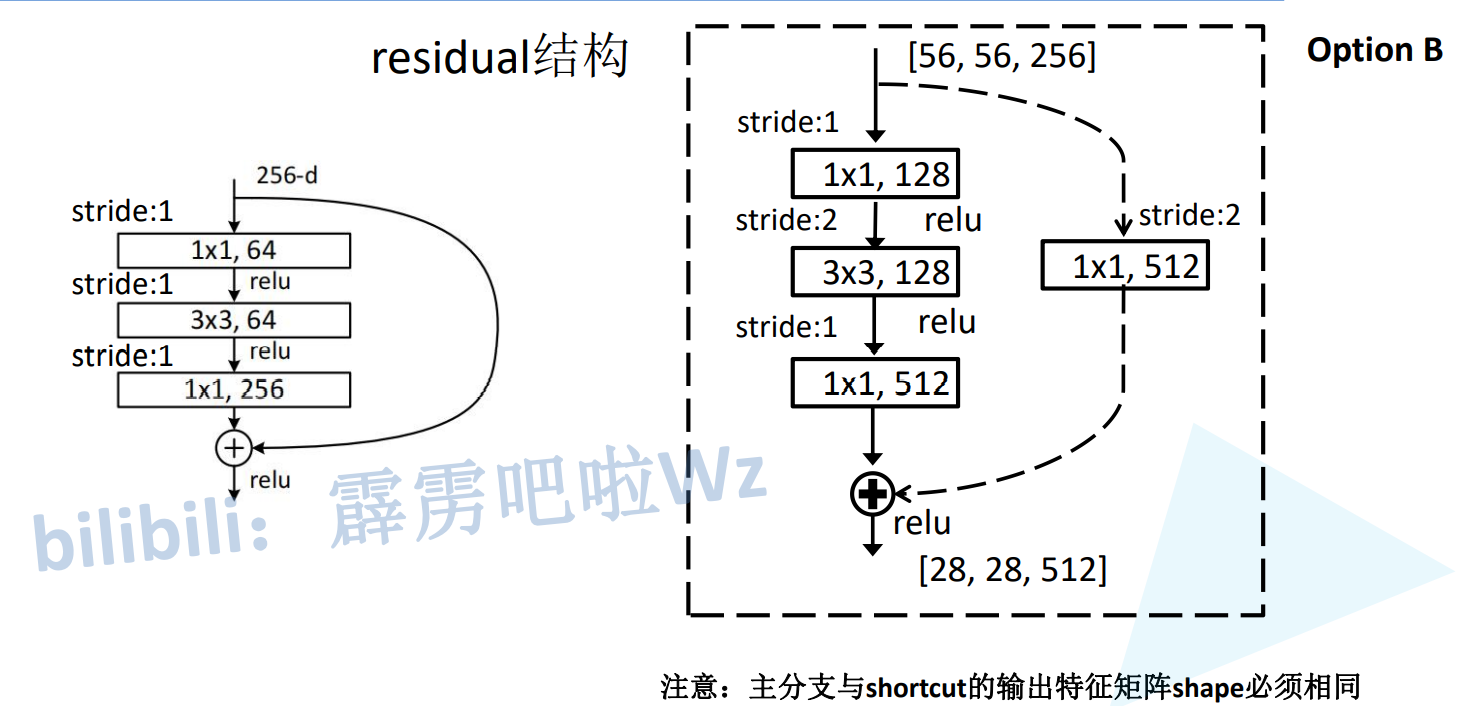 residual结构
256-d
stride:1
1x1, 64
stride:1
relu
3x3, 64
stride:1
relu
1x1, 256
relu
Option B
[56, 56, 256]
stride:1
1x1, 128
stride:2
relu
stride:2
3x3, 128
1x1, 512
stride:1
relu
1x1, 512
relu
[28, 28, 512]
bilibili：霹雳吧啦Wz
注意：主分支与shortcut的输出特征矩阵shape必须相同